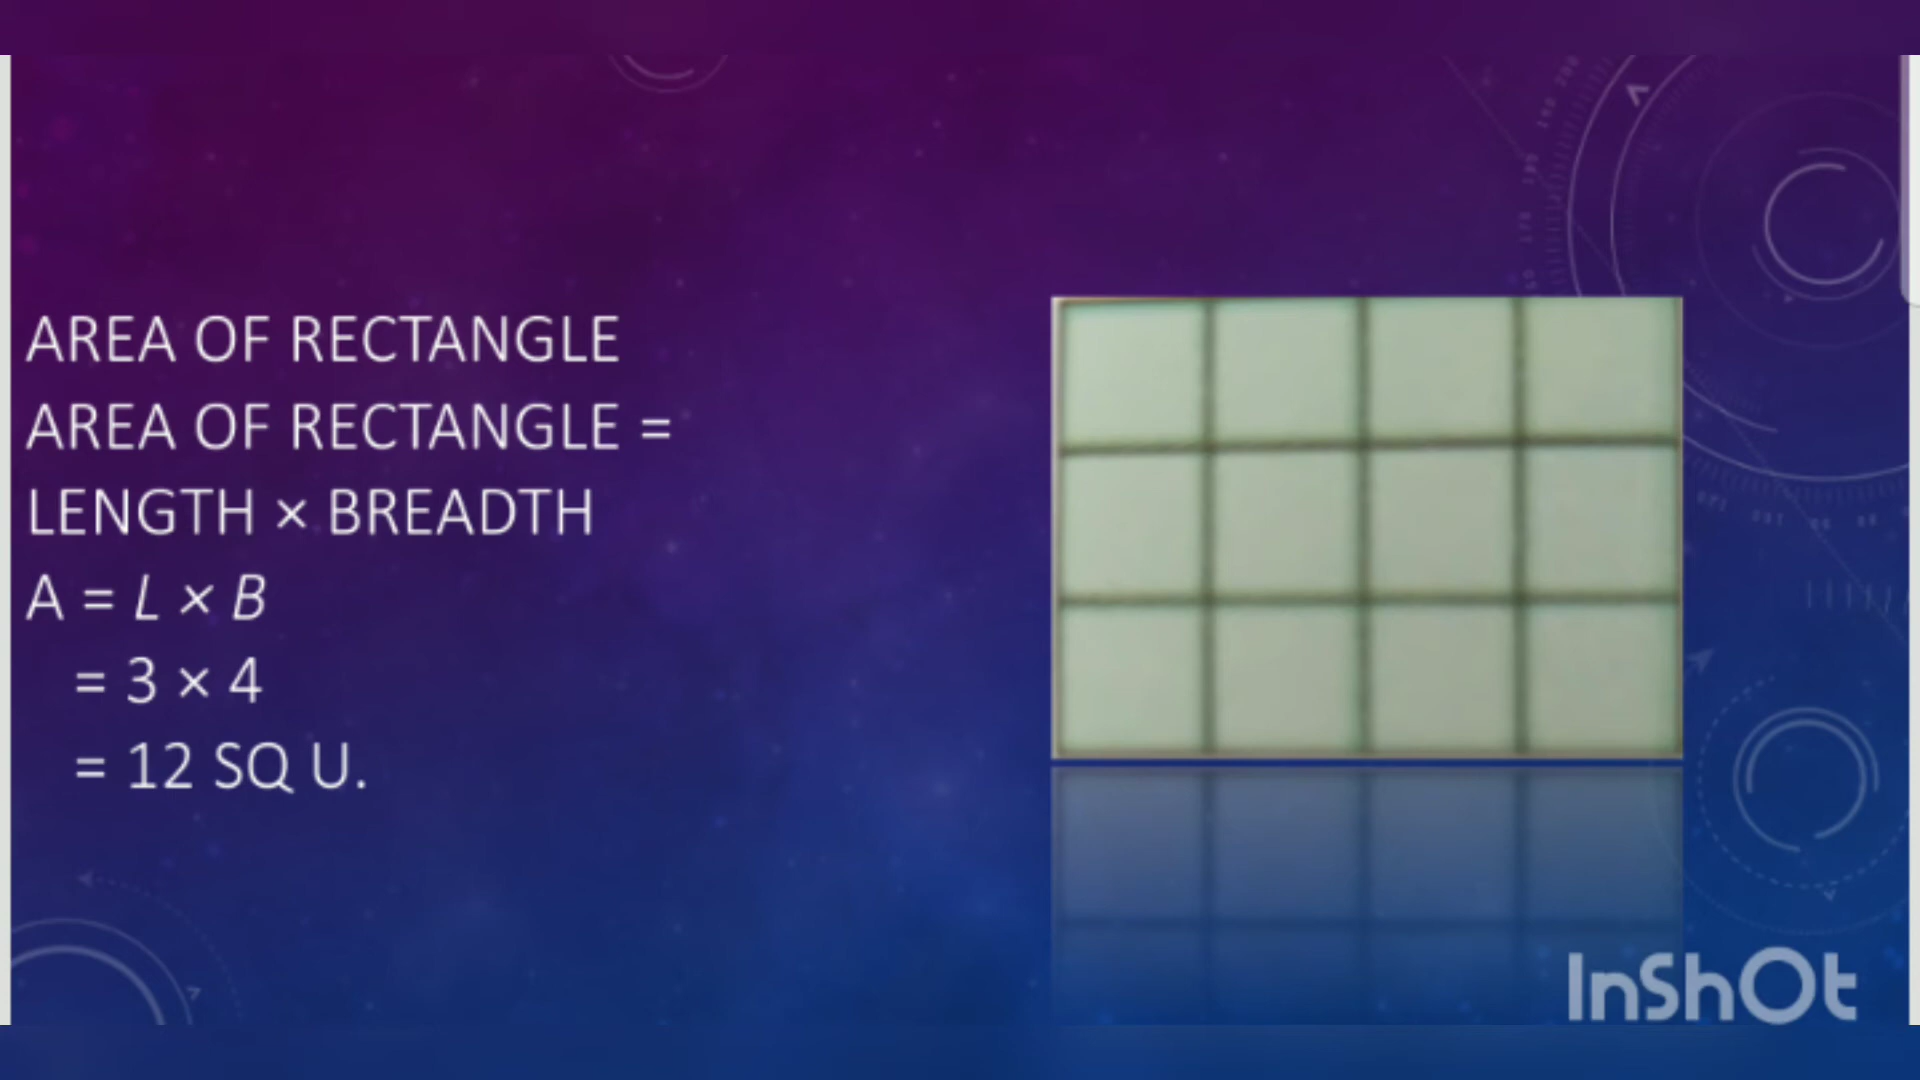 AREA OF RECTANGLE
AREA OF RECTANGLE =
LENGTH × BREADTH
A = L × B
= 3 × 4
= 12 SQ U.
InShOt